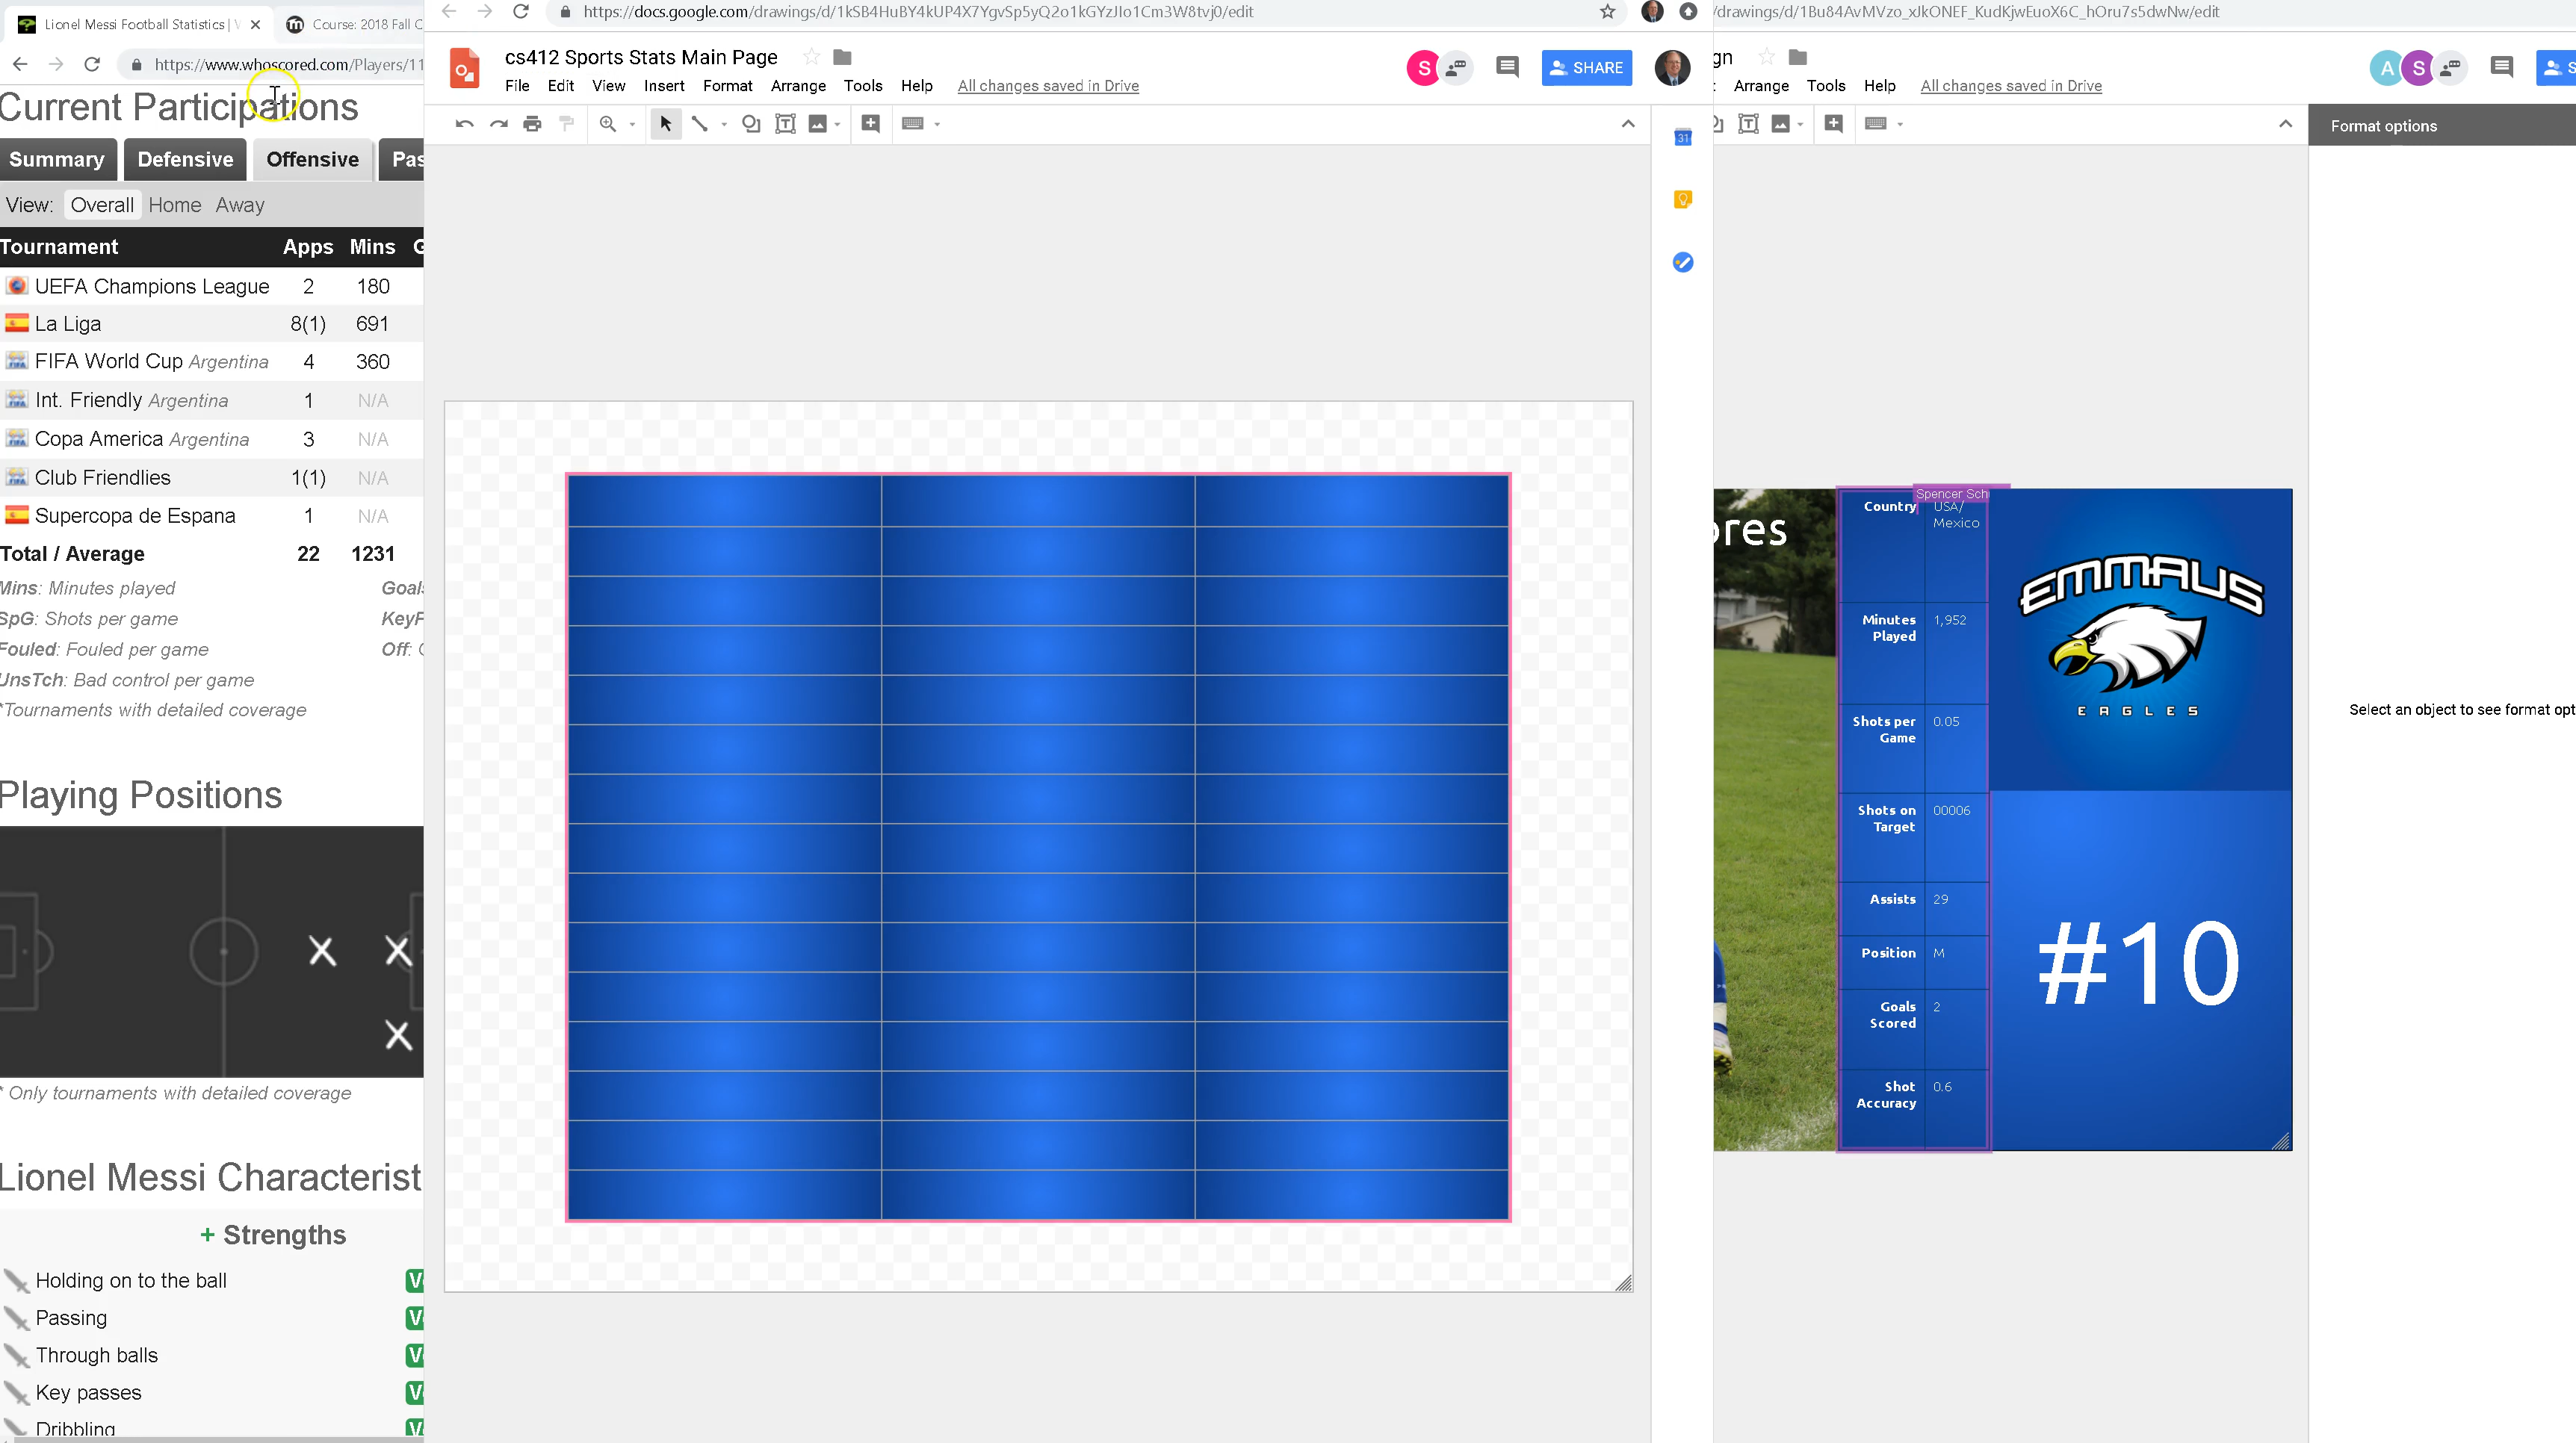 Lionel Messi Football Statistics |
Course: 2018 Fall C
https://www.whoscored.com/Players/11
Current Participations
Summary Defensive Offensive Pas
View: Overall Home Away
Tournament Apps Mins G
UEFA Champions League 2 180
La Liga 8(1) 691
FIFA World Cup Argentina 4 360
Int. Friendly Argentina 1 N/A
Copa America Argentina 3 N/A
Club Friendlies 1(1) N/A
Supercopa de Espana 1 N/A
Total / Average 22 1231
Mins: Minutes played Goals
SpG: Shots per game KeyP
Fouled: Fouled per game Off:
UnsTch: Bad control per game
*Tournaments with detailed coverage
Playing Positions
* Only tournaments with detailed coverage
Lionel Messi Characterist
+ Strengths
Holding on to the ball
Passing
Through balls
Key passes
Dribbling
https://docs.google.com/drawings/d/1kSB4HuBY4kUP4X7YgvSp5yQ2o1kGYzJIo1Cm3W8tvj0/edit
cs412 Sports Stats Main Page
S
SHARE
File Edit View Insert Format Arrange Tools Help All changes saved in Drive
31
/drawings/d/1Bu84AvMVzo_xJkONEF_KudKjwEuoX6C_hOru7s5dwNw/edit
gn
A S
S
Arrange Tools Help All changes saved in Drive
Format options
Select an object to see format opt
ores
Spencer Sch
Country USA/
Mexico
Minutes 1,952
Played
Shots per 0.05
Game
Shots on 00006
Target
Assists 29
Position M
Goals 2
Scored
Shot 0.6
Accuracy
EMMAUS
EAGLES
#10